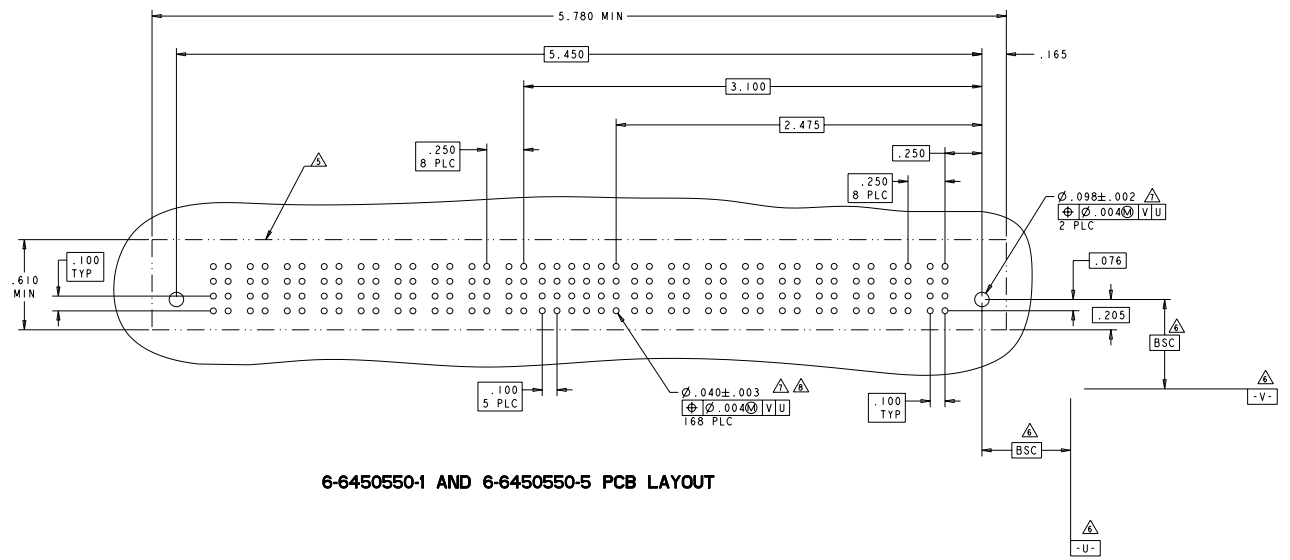 5.780 MIN
5.450
.165
3.100
2.475
.250
8 PLC
.250
.250
8 PLC
5
Ø.098±.002 7
⌖ Ø.004Ⓜ V U
2 PLC
.100
TYP
.610
MIN
.076
.205
6
BSC
.100
5 PLC
Ø.040±.003 7 8
⌖ Ø.004Ⓜ V U
168 PLC
.100
TYP
6
-V-
6
BSC
6-6450550-1 AND 6-6450550-5 PCB LAYOUT
6
-U-